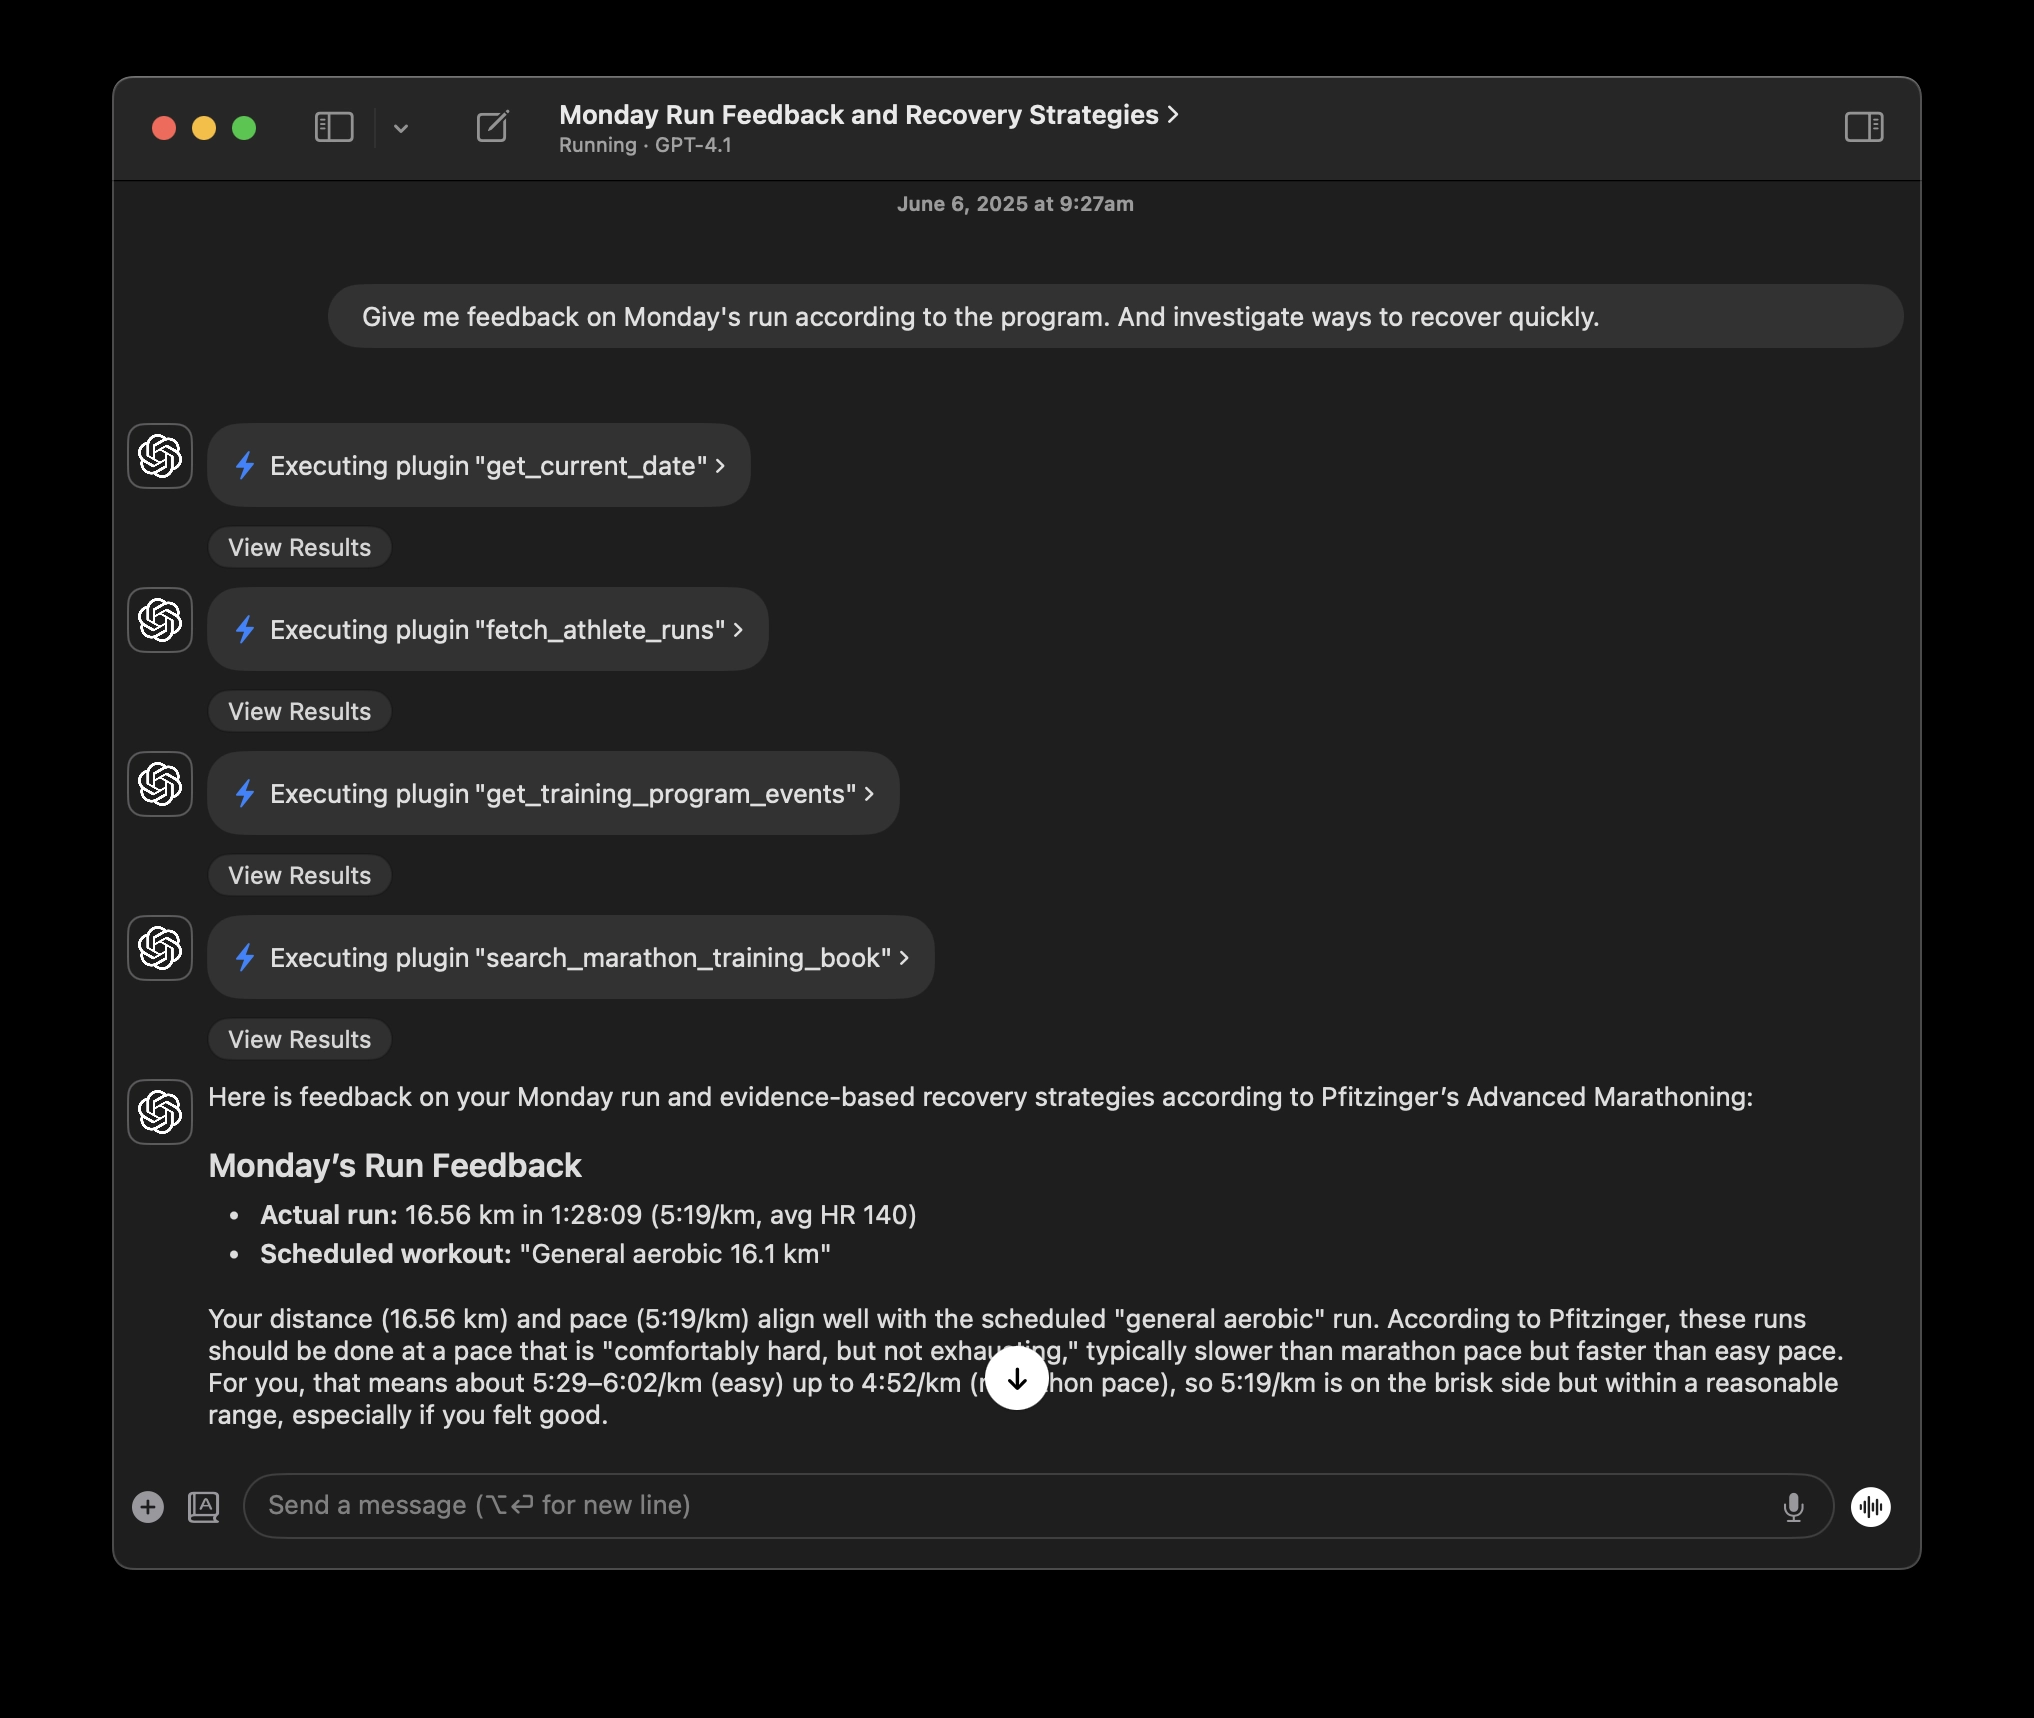 Monday Run Feedback and Recovery Strategies >
Running · GPT-4.1
June 6, 2025 at 9:27am
Give me feedback on Monday's run according to the program. And investigate ways to recover quickly.
Executing plugin "get_current_date" >
View Results
Executing plugin "fetch_athlete_runs" >
View Results
Executing plugin "get_training_program_events" >
View Results
Executing plugin "search_marathon_training_book" >
View Results
Here is feedback on your Monday run and evidence-based recovery strategies according to Pfitzinger’s Advanced Marathoning:
Monday’s Run Feedback
• Actual run: 16.56 km in 1:28:09 (5:19/km, avg HR 140)
• Scheduled workout: "General aerobic 16.1 km"
Your distance (16.56 km) and pace (5:19/km) align well with the scheduled "general aerobic" run. According to Pfitzinger, these runs
should be done at a pace that is "comfortably hard, but not exhausting," typically slower than marathon pace but faster than easy pace.
For you, that means about 5:29–6:02/km (easy) up to 4:52/km (marathon pace), so 5:19/km is on the brisk side but within a reasonable
range, especially if you felt good.
A
Send a message (⌥⏎ for new line)